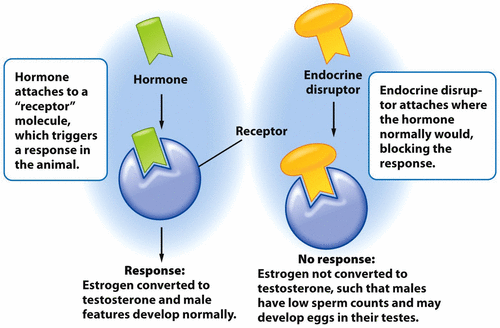 Hormone
attaches to a
“receptor”
molecule,
which triggers
a response in
the animal.
Hormone
Receptor
Response:
Estrogen converted to
testosterone and male
features develop normally.
Endocrine
disruptor
Endocrine disrup-
tor attaches where
the hormone
normally would,
blocking the
response.
No response:
Estrogen not converted to
testosterone, such that males
have low sperm counts and may
develop eggs in their testes.